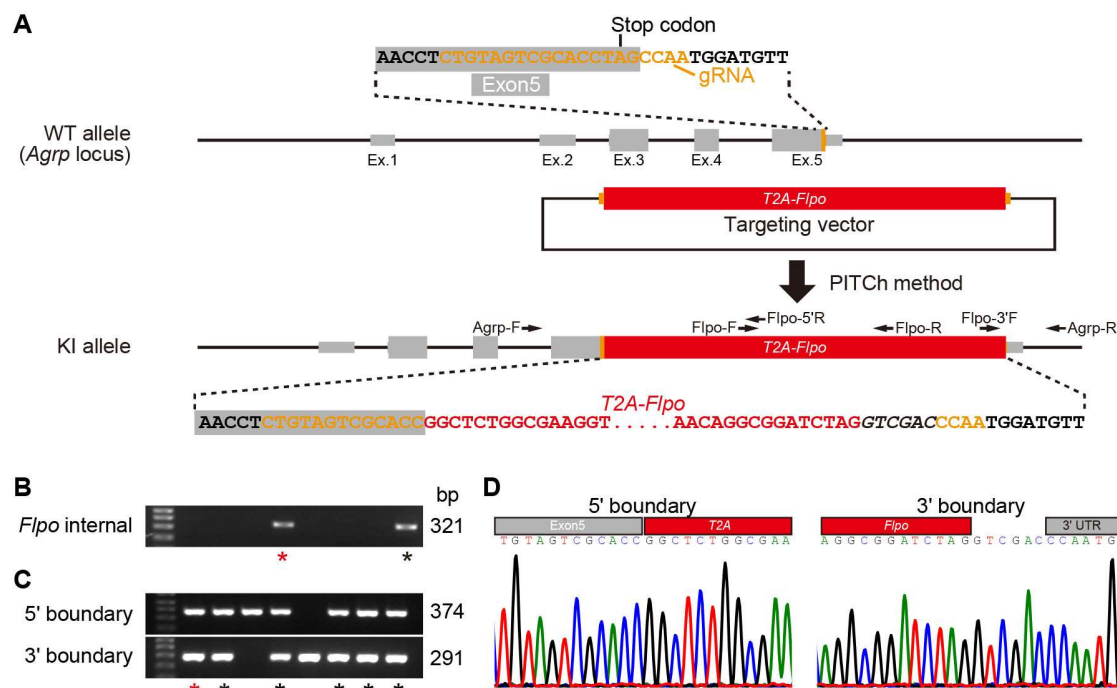 A
Stop codon
AACCTCTGTAGTCGCACCTAGCCAATGGATGTT
gRNA
Exon5
WT allele
(Agrp locus)
Ex.1 Ex.2 Ex.3 Ex.4 Ex.5
T2A-Flpo
Targeting vector
PITCh method
Agrp-F Flpo-F Flpo-5'R Flpo-R Flpo-3'F Agrp-R
KI allele
T2A-Flpo
T2A-Flpo
AACCTCTGTAGTCGCACCGGCTCTGGCGAAGGT.....AACAGGCGGATCTAGGTCGACCCAATGGATGTT
B
bp
Flpo internal 321
* *
C
5' boundary 374
3' boundary 291
* * * * * *
D
5' boundary 3' boundary
Exon5 T2A Flpo 3' UTR
TGTAGTCGCACCGGCTCTGGCGAA AGGCGGATCTAGGTCGACCCAATG